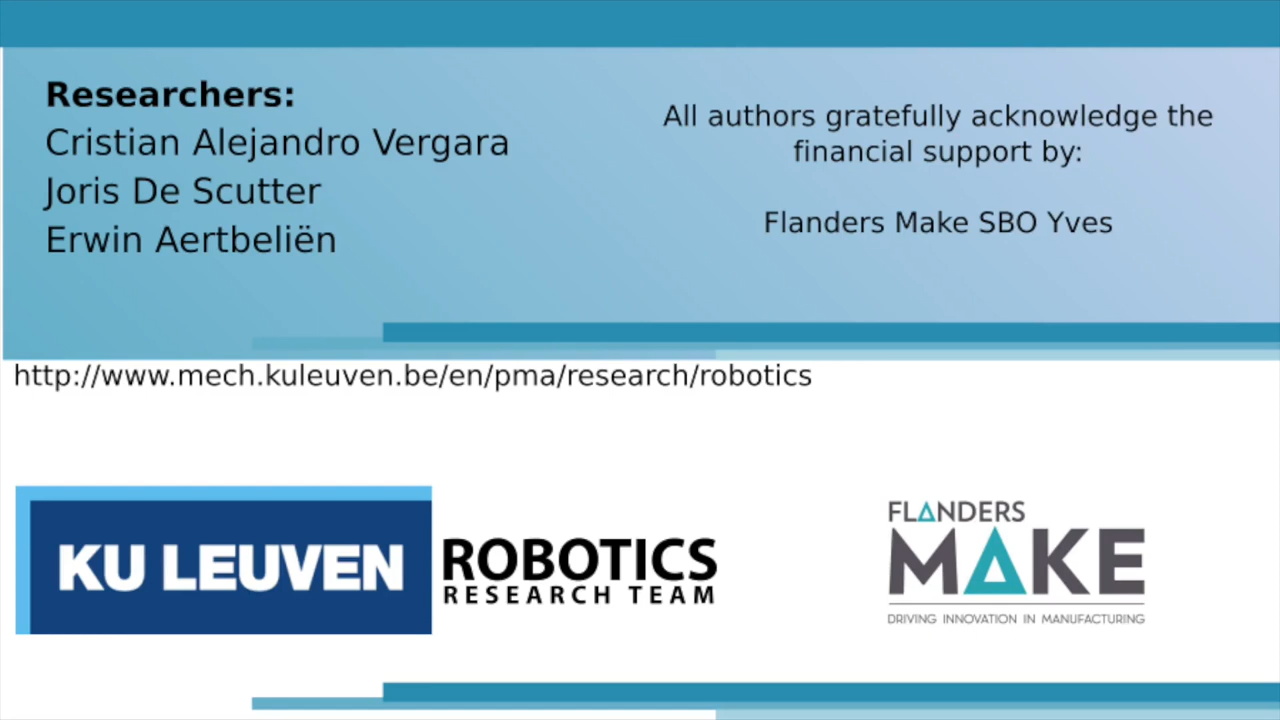 Researchers:
Cristian Alejandro Vergara
Joris De Scutter
Erwin Aertbeliën
All authors gratefully acknowledge the
financial support by:
Flanders Make SBO Yves
http://www.mech.kuleuven.be/en/pma/research/robotics
KU LEUVEN
ROBOTICS
RESEARCH TEAM
FLANDERS
MAKE
DRIVING INNOVATION IN MANUFACTURING